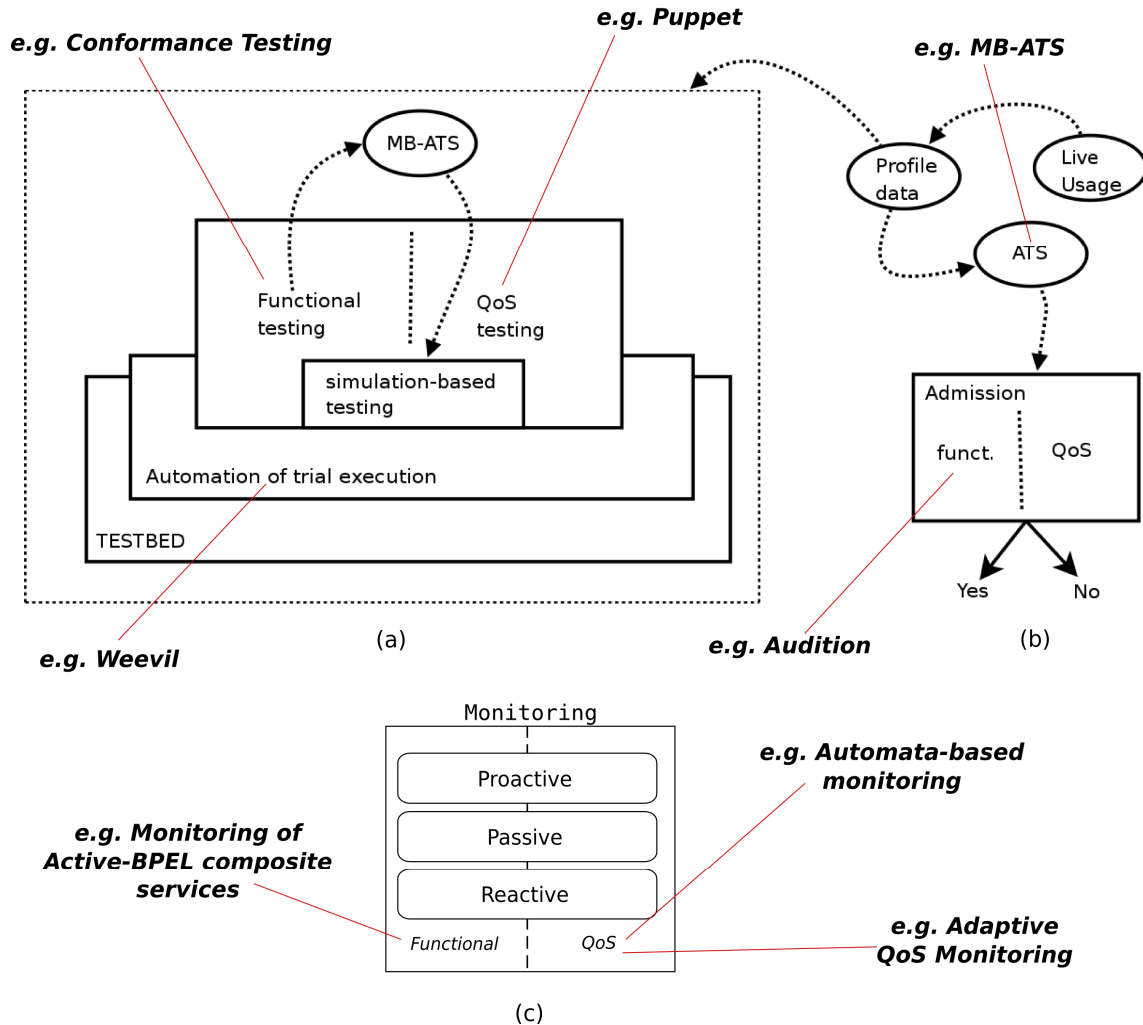 e.g. Conformance Testing
e.g. Puppet
e.g. MB-ATS
MB-ATS
Profile
data
Live
Usage
ATS
Functional
testing
QoS
testing
simulation-based
testing
Automation of trial execution
TESTBED
Admission
funct.
QoS
Yes
No
(a)
(b)
e.g. Weevil
e.g. Audition
Monitoring
Proactive
Passive
Reactive
Functional
QoS
e.g. Automata-based
monitoring
e.g. Monitoring of
Active-BPEL composite
services
e.g. Adaptive
QoS Monitoring
(c)